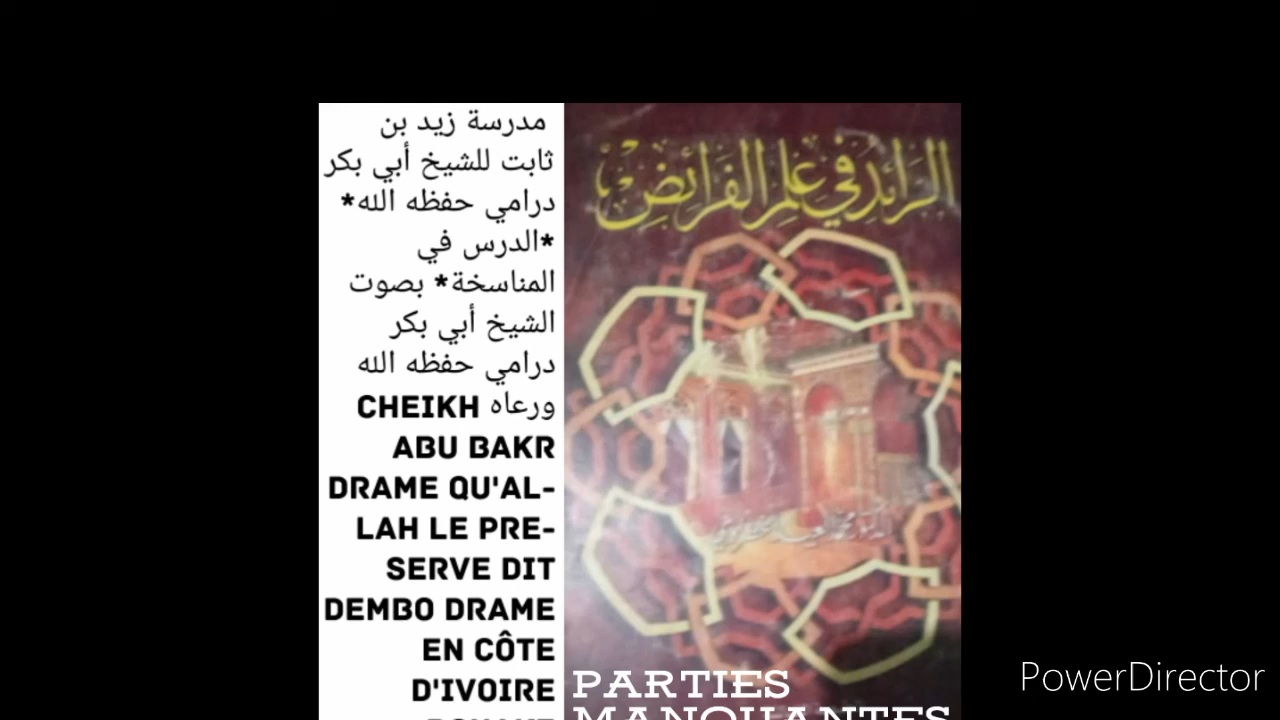 مدرسة زيد بن
ثابت للشيخ أبي بكر
درامي حفظه الله*
*الدرس في
المناسخة* بصوت
الشيخ أبي بكر
درامي حفظه الله
ورعاه CHEIKH
ABU BAKR
DRAME QU'AL-
LAH LE PRE-
SERVE DIT
DEMBO DRAME
EN CÔTE
D'IVOIRE
الرائد في علم الفرائض
PARTIES
MANQUANTES
PowerDirector